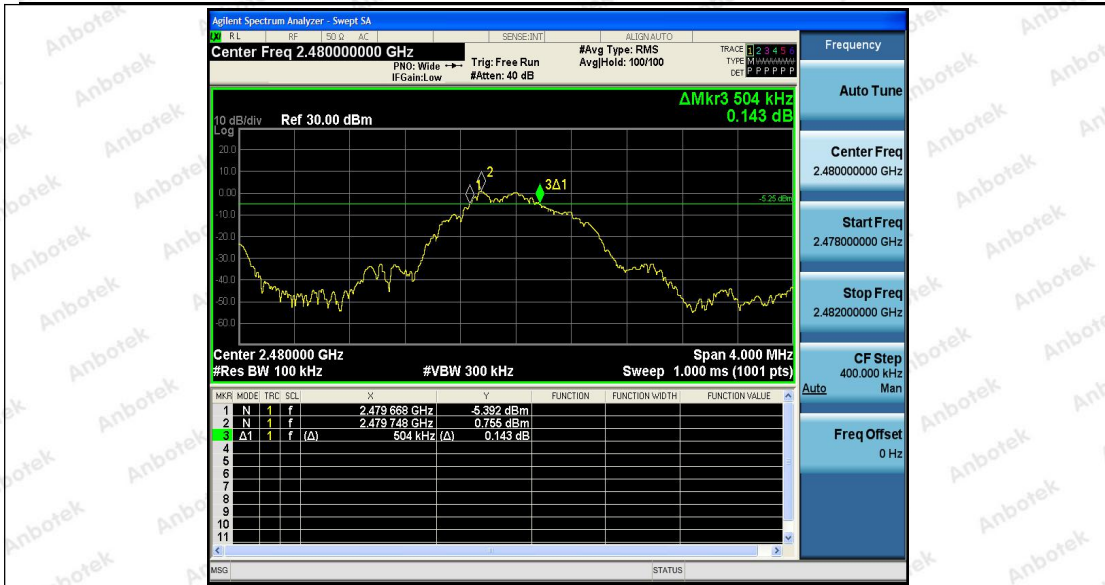 Agilent Spectrum Analyzer - Swept SA
RL RF 50 Ω AC SENSE:INT ALIGN AUTO
Center Freq 2.480000000 GHz
PNO: Wide
IFGain:Low
Trig: Free Run
#Atten: 40 dB
#Avg Type: RMS
Avg|Hold: 100/100
TRACE 1 2 3 4 5 6
TYPE M
DET P P P P P P
ΔMkr3 504 kHz
0.143 dB
10 dB/div Ref 30.00 dBm
Log
20.0
10.0
0.00
-10.0
-20.0
-30.0
-40.0
-50.0
-60.0
1
2
3Δ1
-5.25 dBm
Center 2.480000 GHz Span 4.000 MHz
#Res BW 100 kHz #VBW 300 kHz Sweep 1.000 ms (1001 pts)
MKR MODE TRC SCL X Y FUNCTION FUNCTION WIDTH FUNCTION VALUE
1 N 1 f 2.479 668 GHz -5.392 dBm
2 N 1 f 2.479 748 GHz 0.755 dBm
3 Δ1 1 f (Δ) 504 kHz (Δ) 0.143 dB
4
5
6
7
8
9
10
11
MSG STATUS
Frequency
Auto Tune
Center Freq
2.480000000 GHz
Start Freq
2.478000000 GHz
Stop Freq
2.482000000 GHz
CF Step
400.000 kHz
Auto Man
Freq Offset
0 Hz
Anbotek